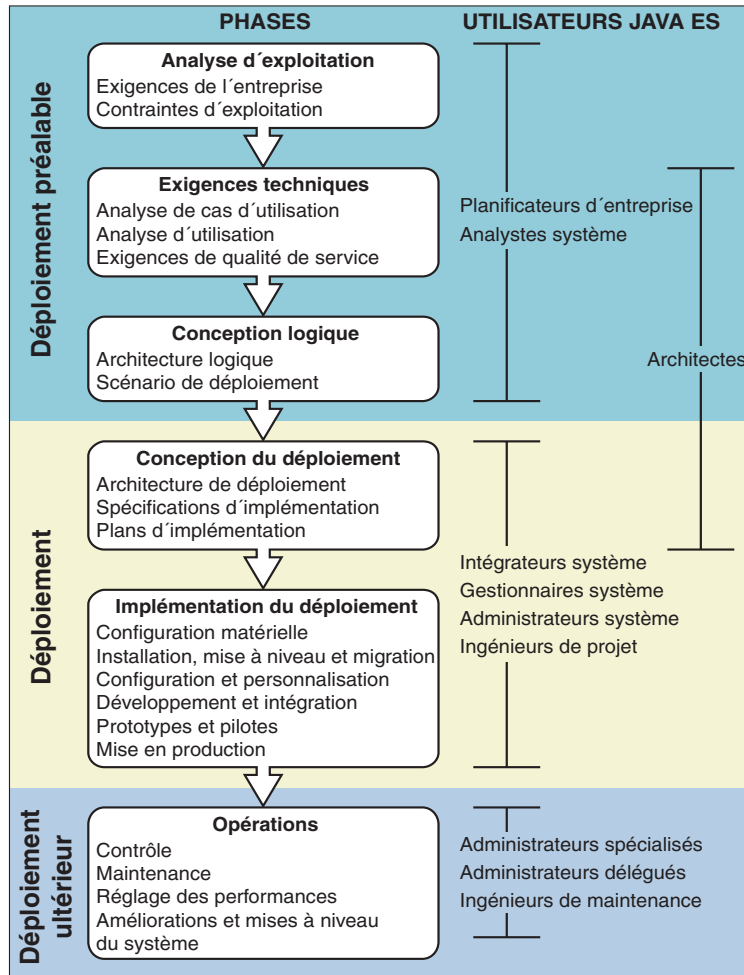 PHASES
UTILISATEURS JAVA ES
Déploiement préalable
Analyse d´exploitation
Exigences de l´entreprise
Contraintes d´exploitation
Exigences techniques
Analyse de cas d´utilisation
Analyse d´utilisation
Exigences de qualité de service
Conception logique
Architecture logique
Scénario de déploiement
Planificateurs d´entreprise
Analystes système
Architectes
Déploiement
Conception du déploiement
Architecture de déploiement
Spécifications d´implémentation
Plans d´implémentation
Implémentation du déploiement
Configuration matérielle
Installation, mise à niveau et migration
Configuration et personnalisation
Développement et intégration
Prototypes et pilotes
Mise en production
Intégrateurs système
Gestionnaires système
Administrateurs système
Ingénieurs de projet
Déploiement
ultérieur
Opérations
Contrôle
Maintenance
Réglage des performances
Améliorations et mises à niveau
du système
Administrateurs spécialisés
Administrateurs délégués
Ingénieurs de maintenance